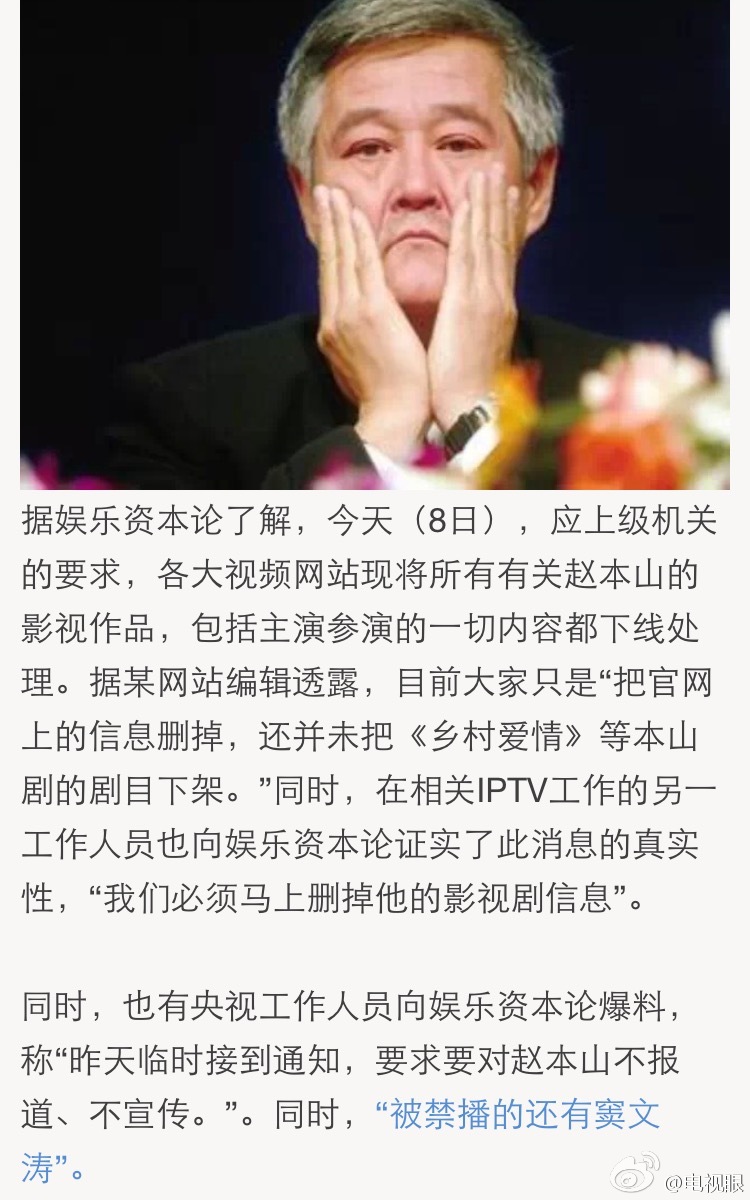 据娱乐资本论了解，今天（8日），应上级机关
的要求，各大视频网站现将所有有关赵本山的
影视作品，包括主演参演的一切内容都下线处
理。据某网站编辑透露，目前大家只是“把官网
上的信息删掉，还并未把《乡村爱情》等本山
剧的剧目下架。”同时，在相关IPTV工作的另一
工作人员也向娱乐资本论证实了此消息的真实
性，“我们必须马上删掉他的影视剧信息”。
同时，也有央视工作人员向娱乐资本论爆料，
称“昨天临时接到通知，要求要对赵本山不报
道、不宣传。”。同时，“被禁播的还有窦文
涛”。
@电视眼